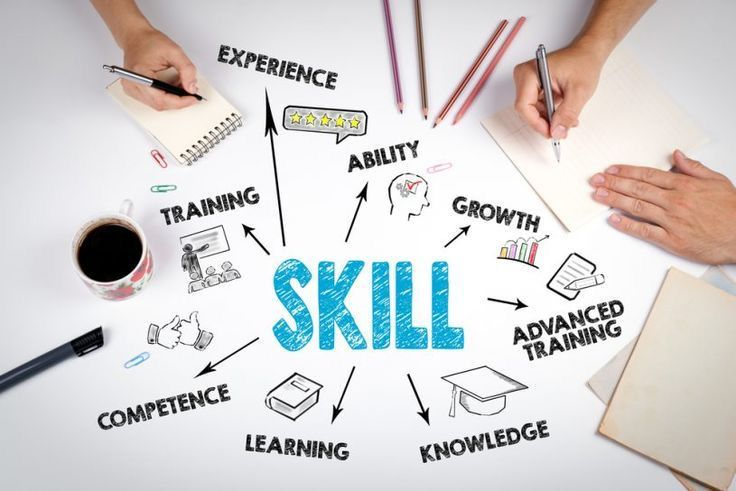 EXPERIENCE
ABILITY
TRAINING
GROWTH
SKILL
ADVANCED
TRAINING
COMPETENCE
LEARNING
KNOWLEDGE